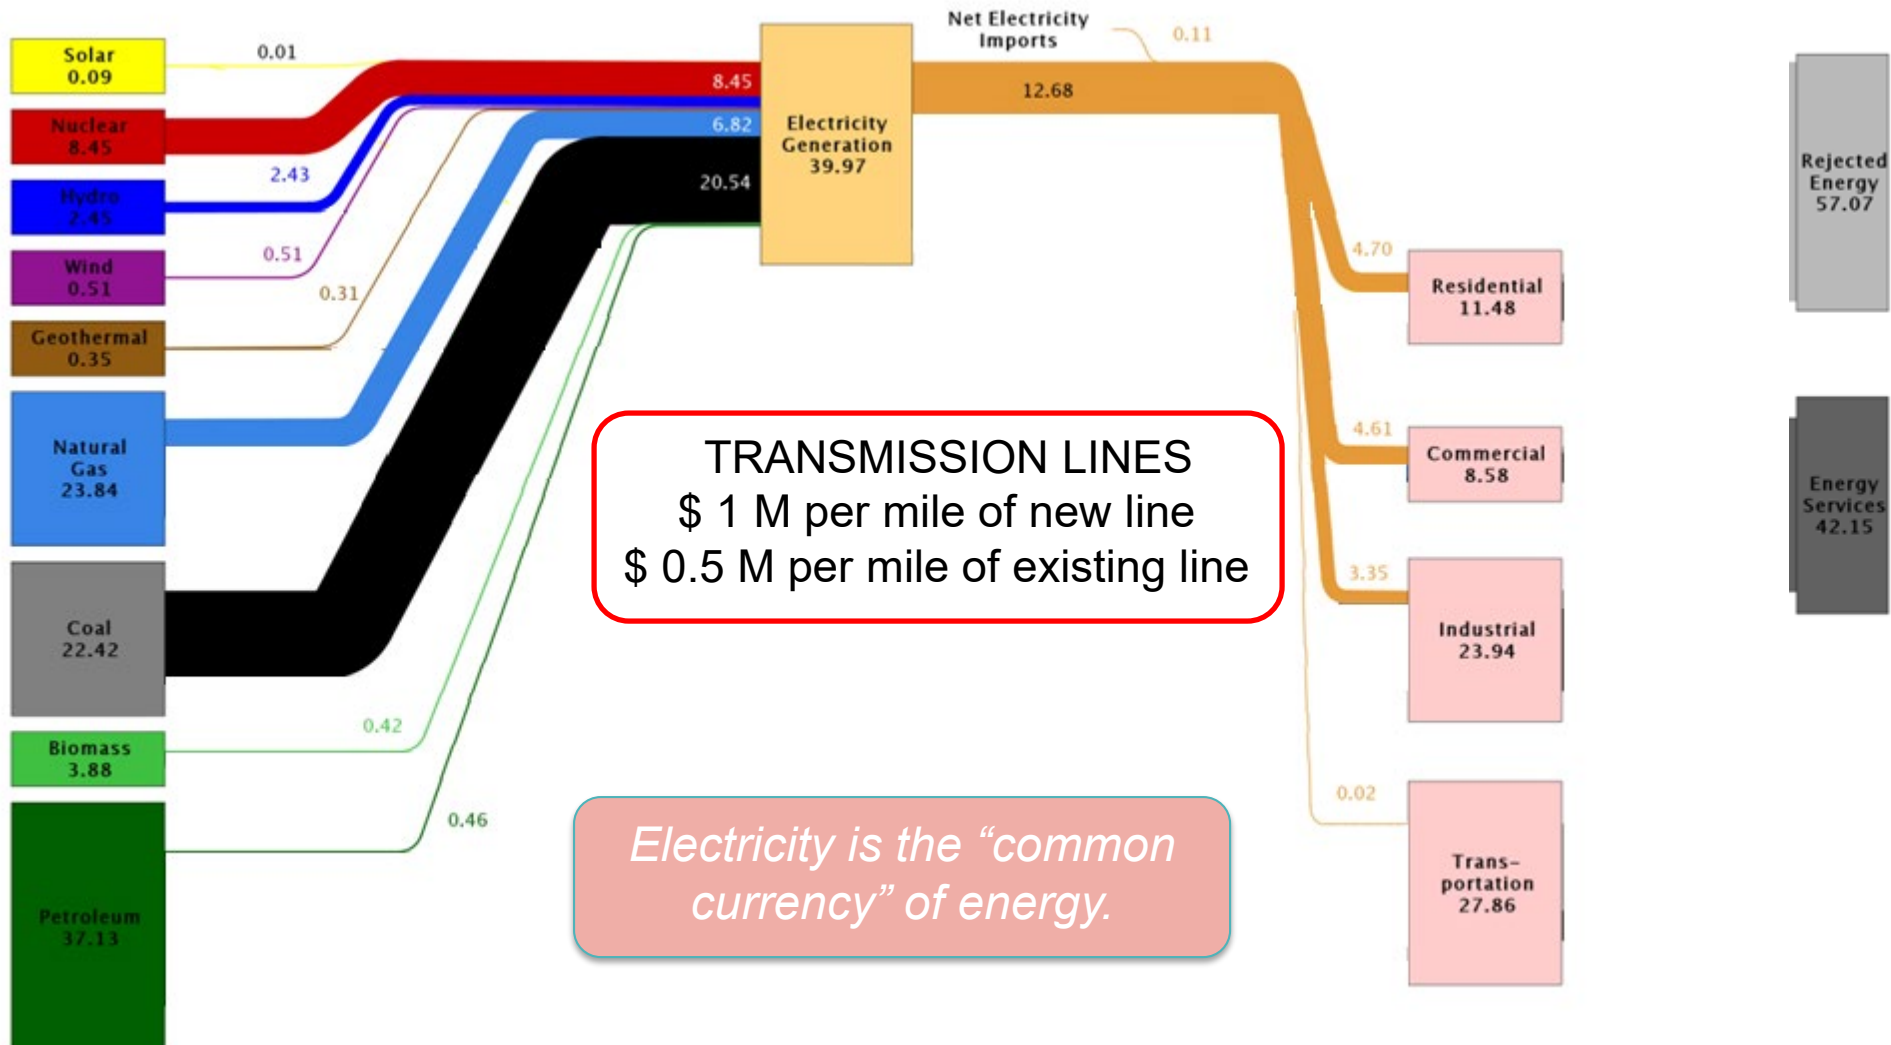 Solar
0.09
Nuclear
8.45
Hydro
2.45
Wind
0.51
Geothermal
0.35
Natural
Gas
23.84
Coal
22.42
Biomass
3.88
Petroleum
37.13
0.01
2.43
0.51
0.31
0.42
0.46
8.45
6.82
20.54
Electricity
Generation
39.97
Net Electricity
Imports
0.11
12.68
TRANSMISSION LINES
$ 1 M per mile of new line
$ 0.5 M per mile of existing line
Electricity is the “common
currency” of energy.
4.70
4.61
3.35
0.02
Residential
11.48
Commercial
8.58
Industrial
23.94
Trans-
portation
27.86
Rejected
Energy
57.07
Energy
Services
42.15